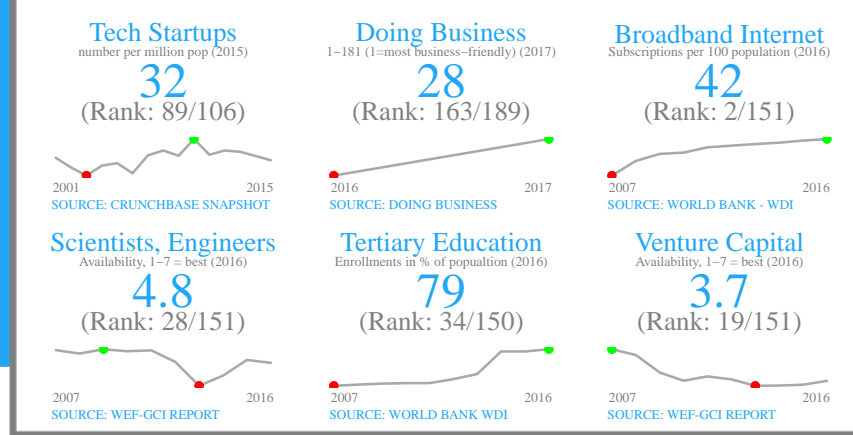 Tech Startups
number per million pop (2015)
32
(Rank: 89/106)
2001 2015
SOURCE: CRUNCHBASE SNAPSHOT
Doing Business
1−181 (1=most business−friendly) (2017)
28
(Rank: 163/189)
2016 2017
SOURCE: DOING BUSINESS
Broadband Internet
Subscriptions per 100 population (2016)
42
(Rank: 2/151)
2007 2016
SOURCE: WORLD BANK - WDI
Scientists, Engineers
Availability, 1−7 = best (2016)
4.8
(Rank: 28/151)
2007 2016
SOURCE: WEF-GCI REPORT
Tertiary Education
Enrollments in % of popualtion (2016)
79
(Rank: 34/150)
2007 2016
SOURCE: WORLD BANK WDI
Venture Capital
Availability, 1−7 = best (2016)
3.7
(Rank: 19/151)
2007 2016
SOURCE: WEF-GCI REPORT